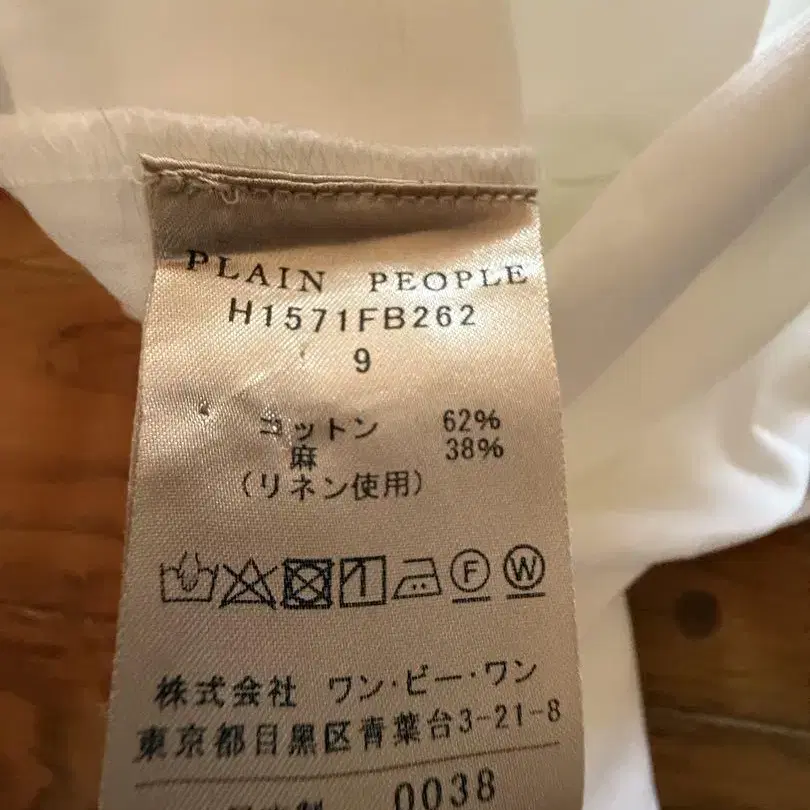 PLAIN PEOPLE
H1571FB262
9
コットン 62%
麻 38%
(リネン使用)
F W
株式会社 ワン・ビー・ワン
東京都目黒区青葉台3-21-8
0038